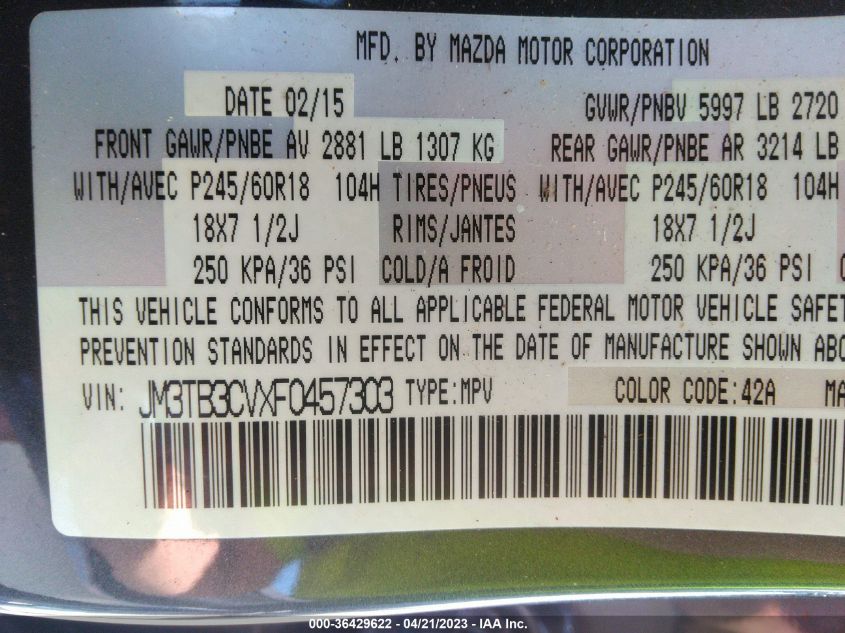 MFD. BY MAZDA MOTOR CORPORATION
DATE 02/15 GVWR/PNBV 5997 LB 2720
FRONT GAWR/PNBE AV 2881 LB 1307 KG REAR GAWR/PNBE AR 3214 LB
WITH/AVEC P245/60R18 104H TIRES/PNEUS WITH/AVEC P245/60R18 104H
18X7 1/2J RIMS/JANTES 18X7 1/2J
250 KPA/36 PSI COLD/A FROID 250 KPA/36 PSI
THIS VEHICLE CONFORMS TO ALL APPLICABLE FEDERAL MOTOR VEHICLE SAFET
PREVENTION STANDARDS IN EFFECT ON THE DATE OF MANUFACTURE SHOWN ABO
VIN: JM3TB3CVXF0457303 TYPE:MPV COLOR CODE:42A MA
000-36429622 - 04/21/2023 - IAA Inc.